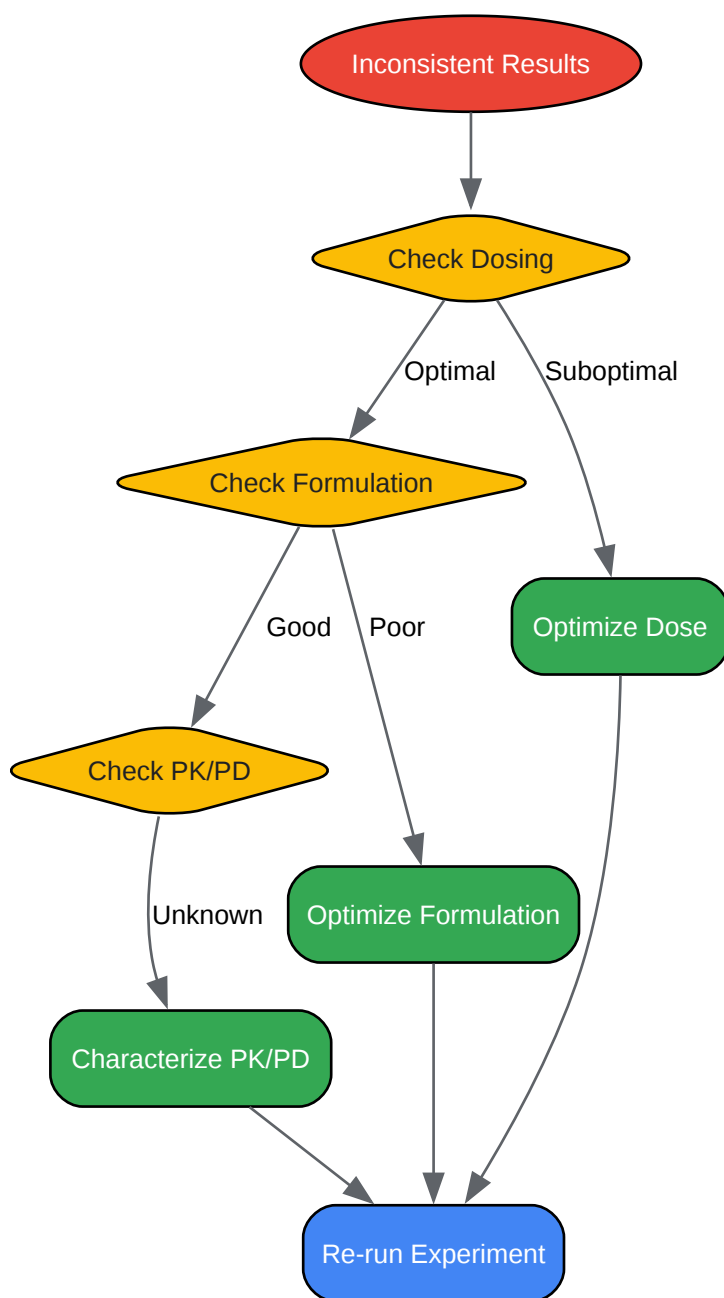 Inconsistent Results
Check Dosing
Optimal
Suboptimal
Check Formulation
Good
Poor
Optimize Dose
Check PK/PD
Unknown
Optimize Formulation
Characterize PK/PD
Re-run Experiment